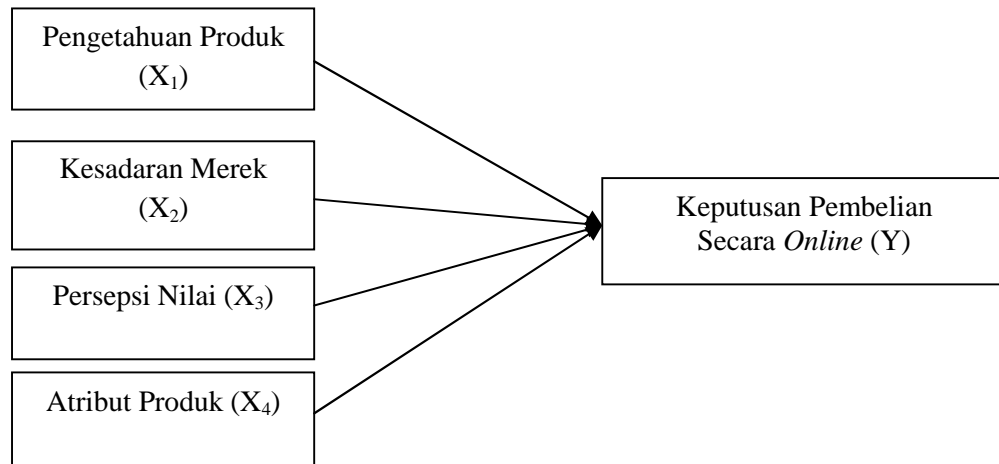 Pengetahuan Produk
(X₁)
Kesadaran Merek
(X₂)
Persepsi Nilai (X₃)
Atribut Produk (X₄)
Keputusan Pembelian
Secara Online (Y)